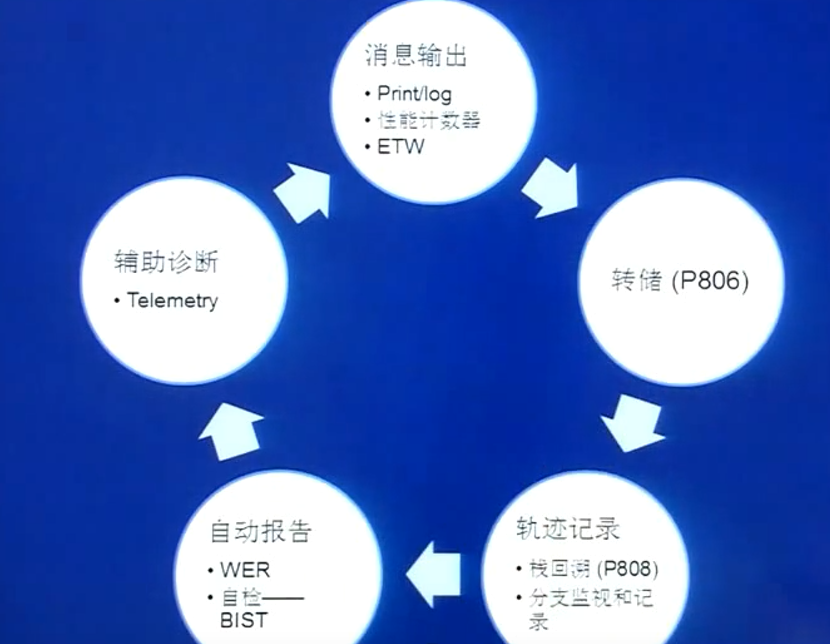 消息输出
• Print/log
• 性能计数器
• ETW
转储 (P806)
轨迹记录
• 栈回溯 (P808)
• 分支监视和记
录
自动报告
• WER
• 自检——
BIST
辅助诊断
• Telemetry